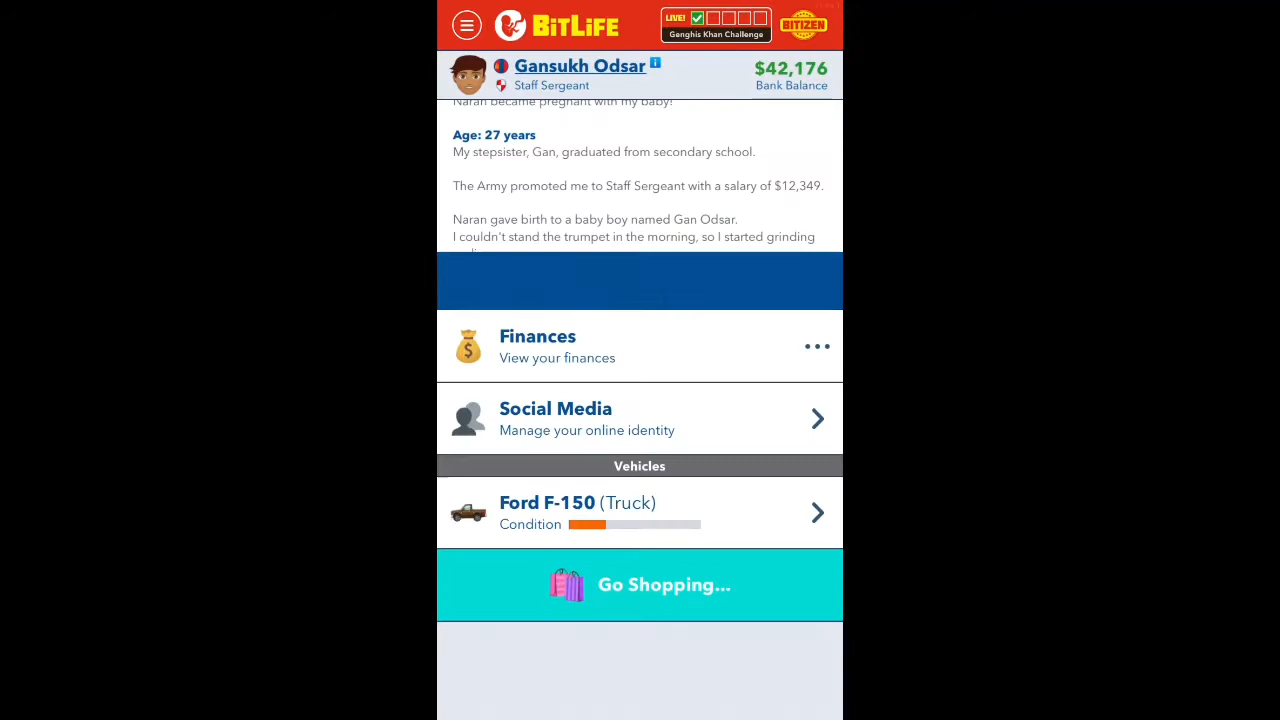 LIVE!
BITLIFE
Genghis Khan Challenge
BITIZEN
Gansukh Odsar
Staff Sergeant
$42,176
Bank Balance
Naran became pregnant with my baby!
Age: 27 years
My stepsister, Gan, graduated from secondary school.
The Army promoted me to Staff Sergeant with a salary of $12,349.
Naran gave birth to a baby boy named Gan Odsar.
I couldn't stand the trumpet in the morning, so I started grinding
Finances
View your finances
Social Media
Manage your online identity
Vehicles
Ford F-150 (Truck)
Condition
Go Shopping...